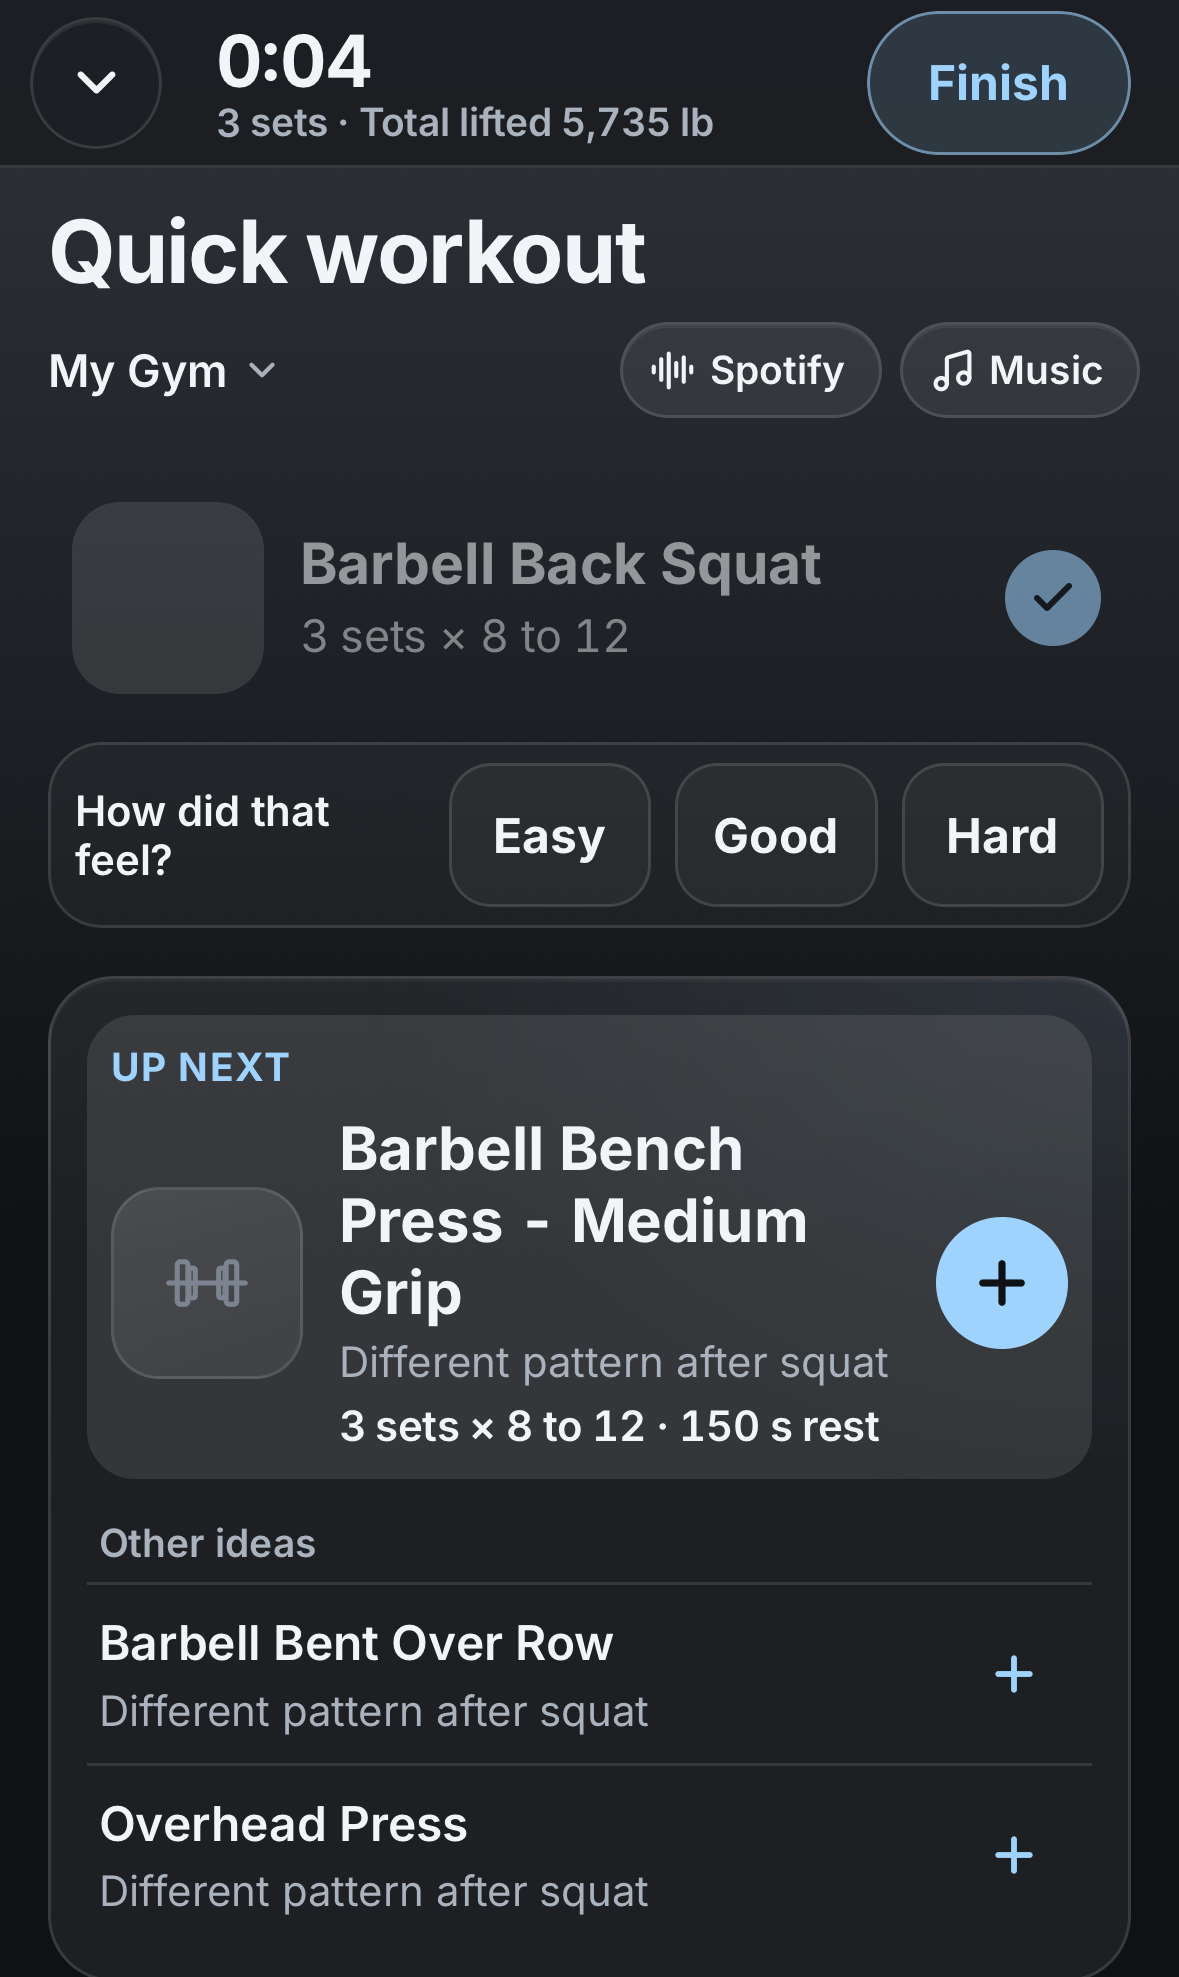 0:04
3 sets · Total lifted 5,735 lb
Finish
Quick workout
My Gym
Spotify
Music
Barbell Back Squat
3 sets × 8 to 12
How did that
feel?
Easy
Good
Hard
UP NEXT
Barbell Bench
Press - Medium
Grip
Different pattern after squat
3 sets × 8 to 12 · 150 s rest
Other ideas
Barbell Bent Over Row
Different pattern after squat
Overhead Press
Different pattern after squat